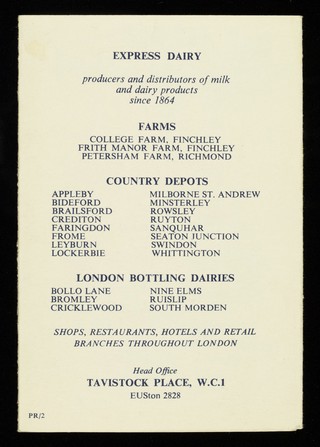 EXPRESS DAIRY
producers and distributors of milk
and dairy products
since 1864
FARMS
COLLEGE FARM, FINCHLEY
FRITH MANOR FARM, FINCHLEY
PETERSHAM FARM, RICHMOND
COUNTRY DEPOTS
APPLEBY MILBORNE ST. ANDREW
BIDEFORD MINSTERLEY
BRAILSFORD ROWSLEY
CREDITON RUYTON
FARINGDON SANQUHAR
FROME SEATON JUNCTION
LEYBURN SWINDON
LOCKERBIE WHITTINGTON
LONDON BOTTLING DAIRIES
BOLLO LANE NINE ELMS
BROMLEY RUISLIP
CRICKLEWOOD SOUTH MORDEN
SHOPS, RESTAURANTS, HOTELS AND RETAIL
BRANCHES THROUGHOUT LONDON
Head Office
TAVISTOCK PLACE, W.C.1
EUSton 2828
PR/2